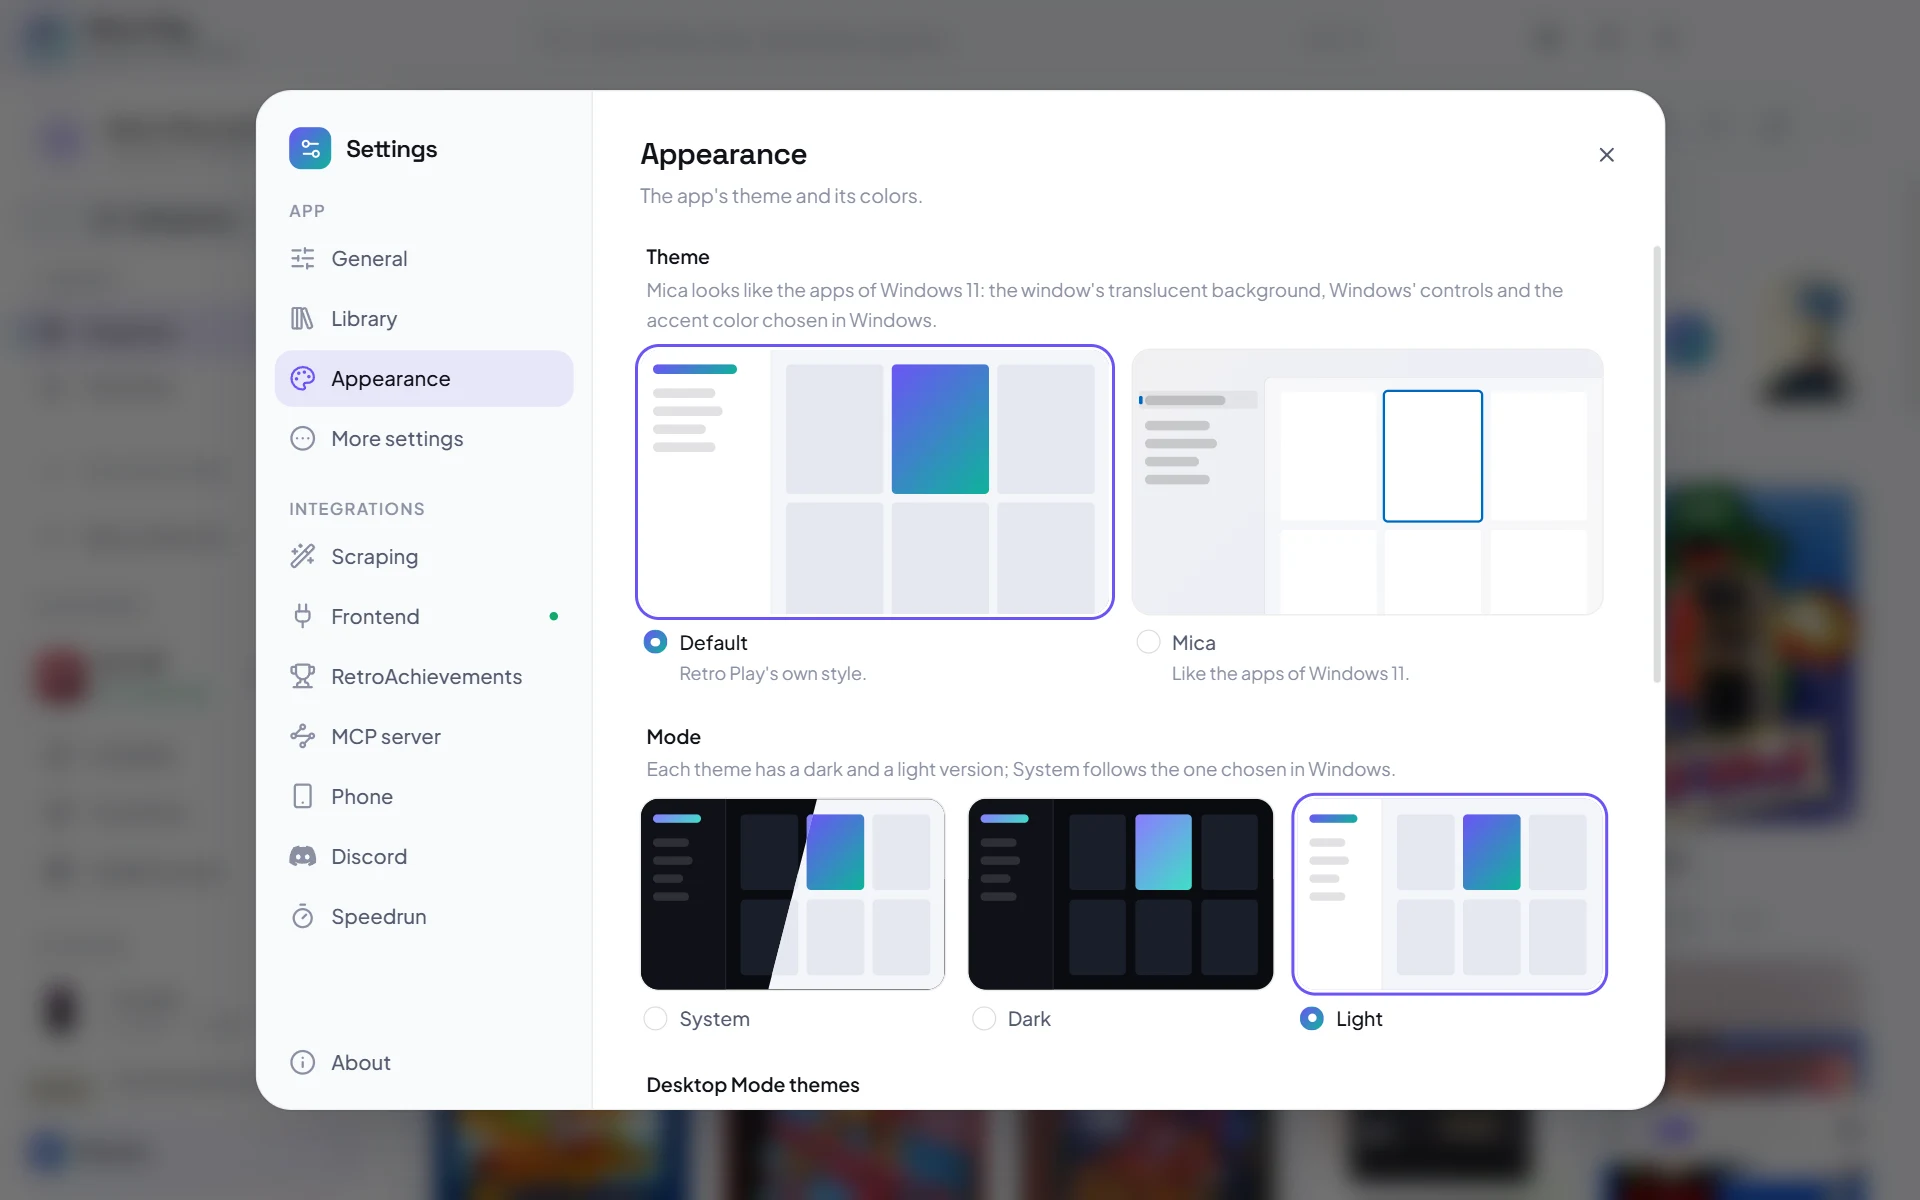 Settings
APP
General
Library
Appearance
More settings
INTEGRATIONS
Scraping
Frontend
RetroAchievements
MCP server
Phone
Discord
Speedrun
About
Appearance
The app's theme and its colors.
Theme
Mica looks like the apps of Windows 11: the window's translucent background, Windows' controls and the
accent color chosen in Windows.
Default
Retro Play's own style.
Mica
Like the apps of Windows 11.
Mode
Each theme has a dark and a light version; System follows the one chosen in Windows.
System
Dark
Light
Desktop Mode themes